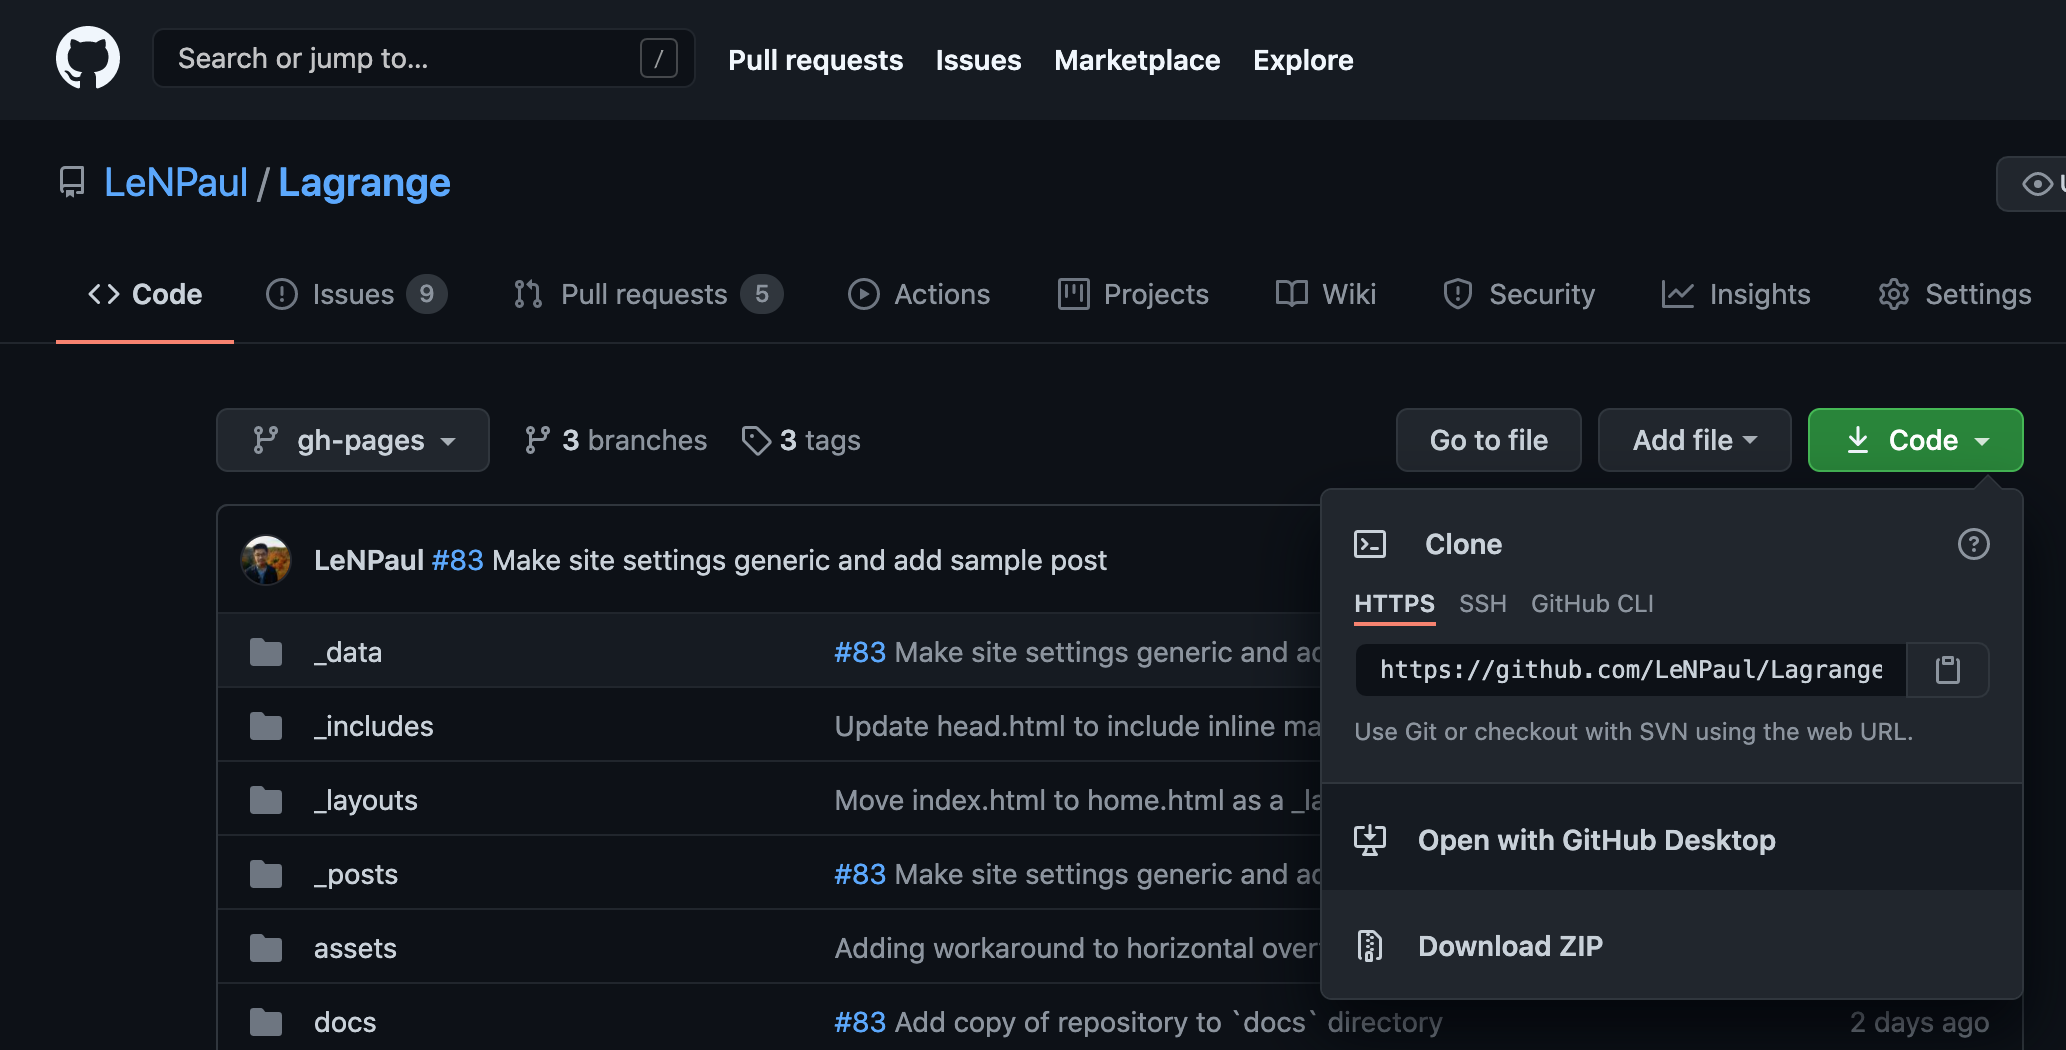 Search or jump to... /
Pull requests Issues Marketplace Explore
LeNPaul / Lagrange
Code Issues 9 Pull requests 5 Actions Projects Wiki Security Insights Settings
gh-pages 3 branches 3 tags Go to file Add file Code
LeNPaul #83 Make site settings generic and add sample post
_data #83 Make site settings generic and
_includes Update head.html to include inline
_layouts Move index.html to home.html as a
_posts #83 Make site settings generic and
assets Adding workaround to horizontal
docs #83 Add copy of repository to `docs` directory 2 days ago
Clone
HTTPS SSH GitHub CLI
https://github.com/LeNPaul/Lagrange
Use Git or checkout with SVN using the web URL.
Open with GitHub Desktop
Download ZIP